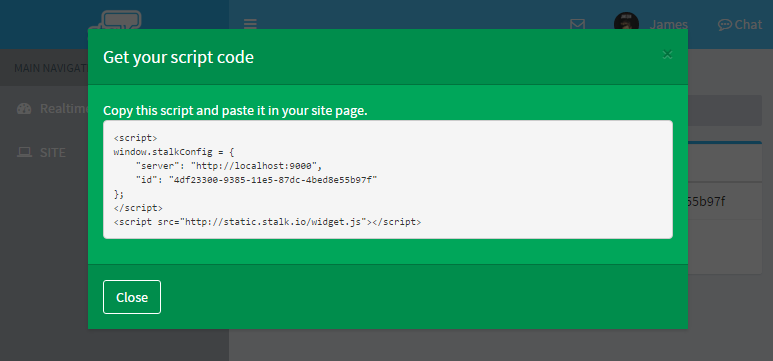 James
Chat
Get your script code
×
MAIN NAVIGAT
Realtime
SITE
Copy this script and paste it in your site page.
<script>
window.stalkConfig = {
    "server": "http://localhost:9000",
    "id": "4df23300-9385-11e5-87dc-4bed8e55b97f"
};
</script>
<script src="http://static.stalk.io/widget.js"></script>
55b97f
Close